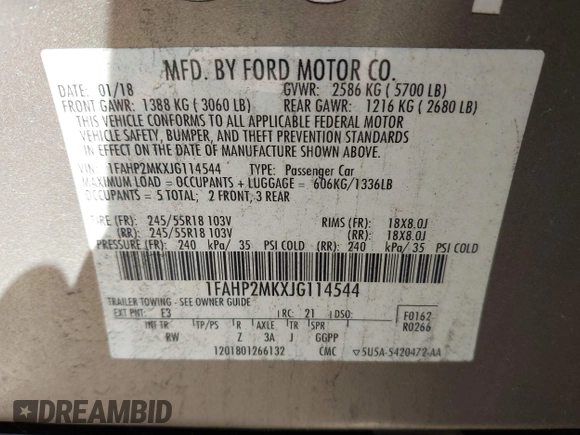 MFD. BY FORD MOTOR CO.
DATE: 01/18 GVWR: 2586 KG ( 5700 LB)
FRONT GAWR: 1388 KG ( 3060 LB) REAR GAWR: 1216 KG ( 2680 LB)
THIS VEHICLE CONFORMS TO ALL APPLICABLE FEDERAL MOTOR
VEHICLE SAFETY, BUMPER, AND THEFT PREVENTION STANDARDS
IN EFFECT ON THE DATE OF MANUFACTURE SHOWN ABOVE.
VIN: 1FAHP2MKXJG114544 TYPE: Passenger Car
MAXIMUM LOAD = OCCUPANTS + LUGGAGE = 606KG/1336LB
OCCUPANTS = 5 TOTAL; 2 FRONT, 3 REAR
TIRE (FR): 245/55R18 103V RIMS (FR): 18X8.0J
(RR): 245/55R18 103V (RR): 18X8.0J
PRESSURE (FR): 240 kPa/ 35 PSI COLD (RR): 240 kPa/ 35 PSI COLD
1FAHP2MKXJG114544
TRAILER TOWING - SEE OWNER GUIDE
EXT PNT: E3 RC: 21 DSO: F0162
INT TR TP/PS R AXLE TR SPR R0266
RW Z 3A J GGPP
1201801266132 CMC ▽5U5A-5420472-AA
DREAMBID